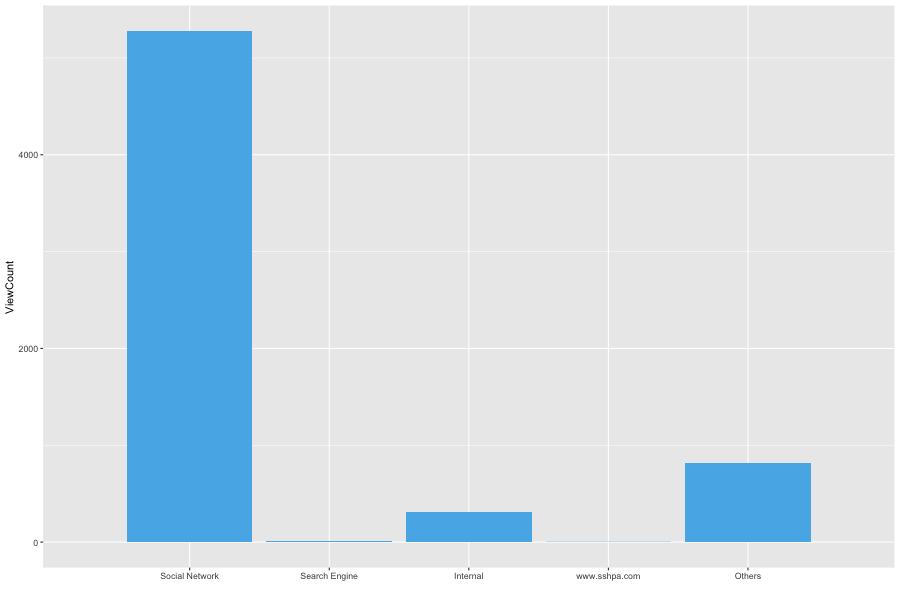 ViewCount
4000
2000
0
Social Network
Search Engine
Internal
www.sshpa.com
Others